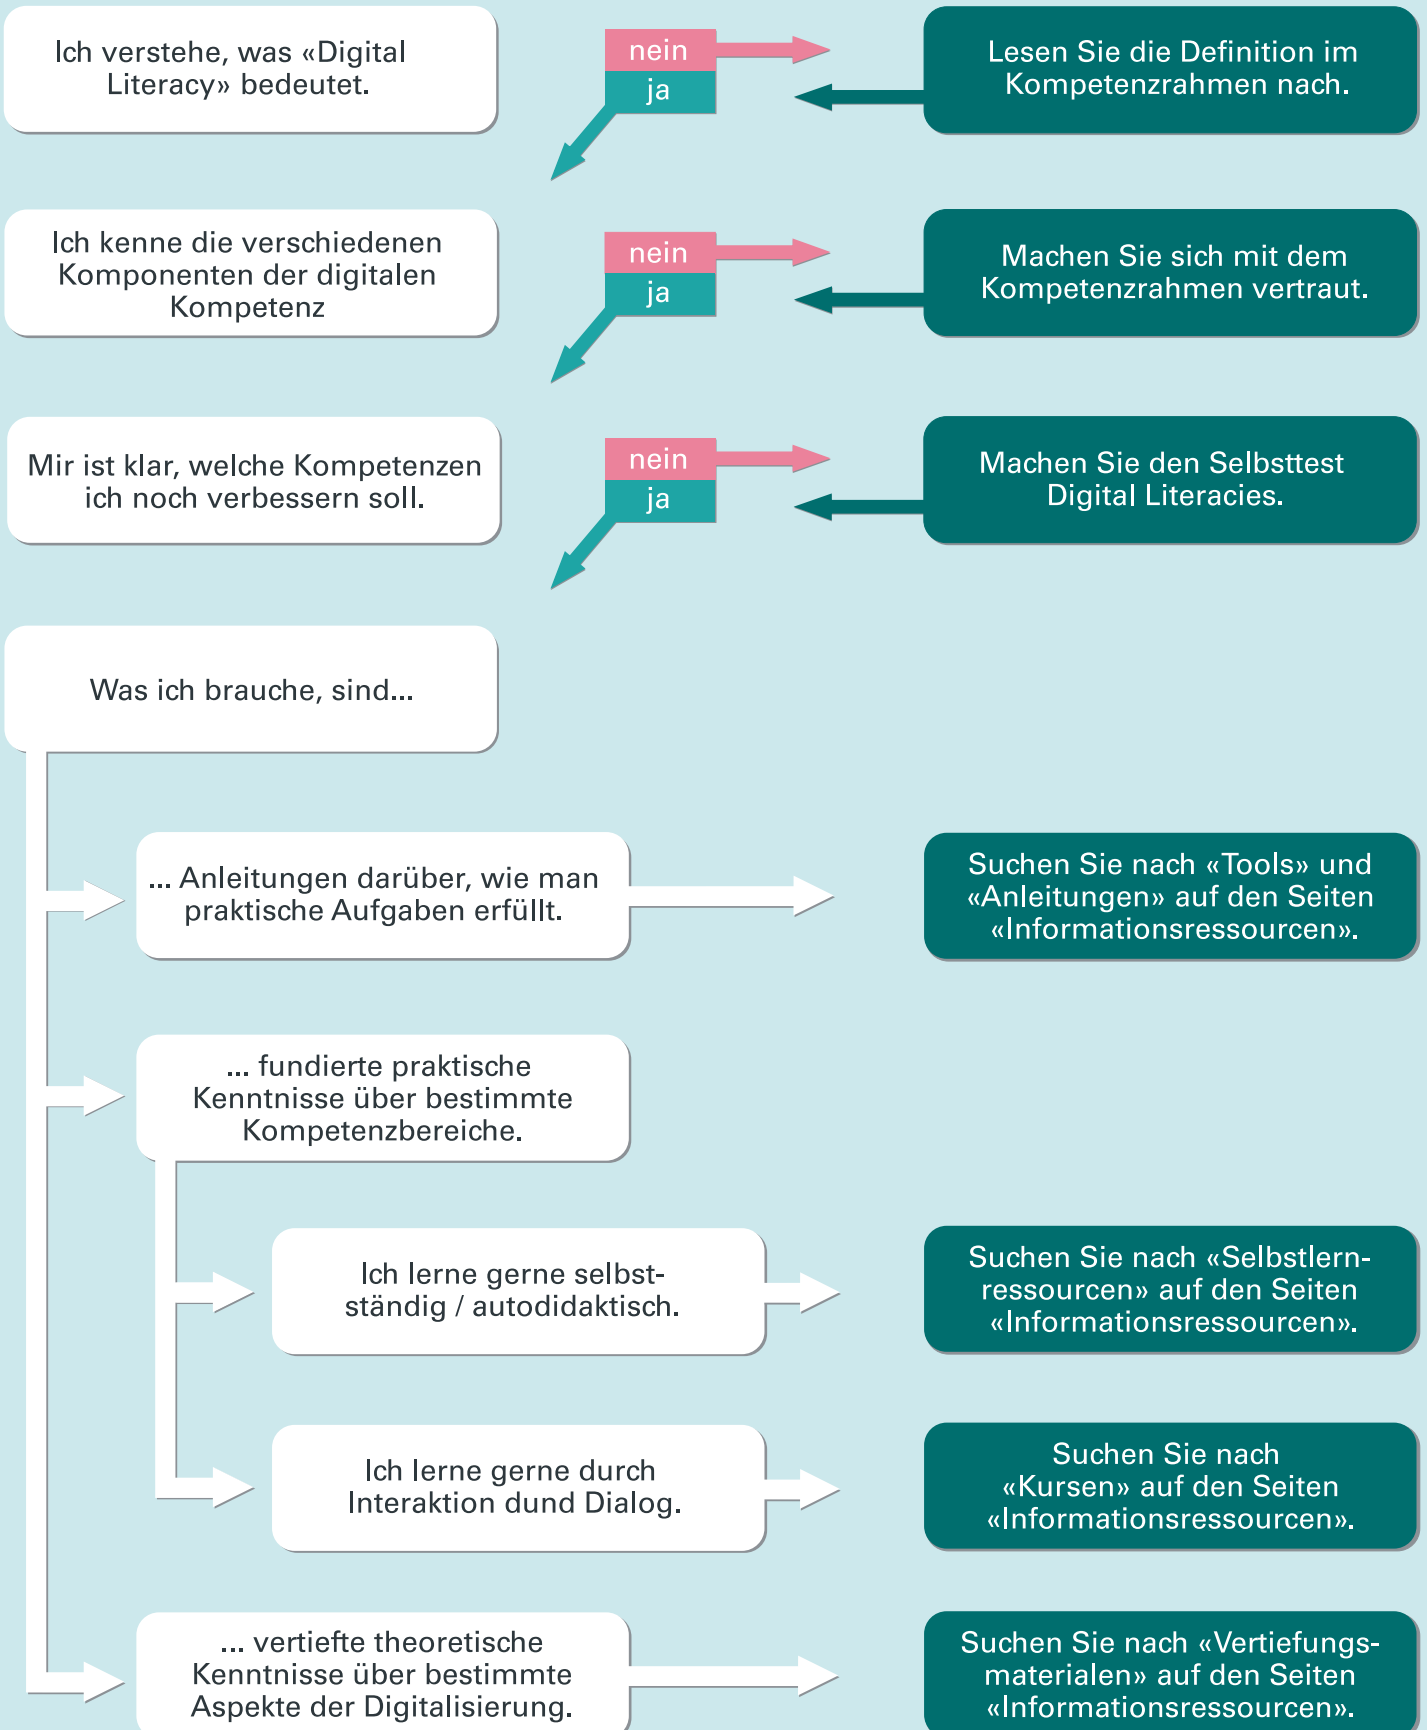 Ich verstehe, was «Digital
Literacy» bedeutet.
nein
ja
Lesen Sie die Definition im
Kompetenzrahmen nach.
Ich kenne die verschiedenen
Komponenten der digitalen
Kompetenz
nein
ja
Machen Sie sich mit dem
Kompetenzrahmen vertraut.
Mir ist klar, welche Kompetenzen
ich noch verbessern soll.
nein
ja
Machen Sie den Selbsttest
Digital Literacies.
Was ich brauche, sind...
... Anleitungen darüber, wie man
praktische Aufgaben erfüllt.
Suchen Sie nach «Tools» und
«Anleitungen» auf den Seiten
«Informationsressourcen».
... fundierte praktische
Kenntnisse über bestimmte
Kompetenzbereiche.
Ich lerne gerne selbst-
ständig / autodidaktisch.
Suchen Sie nach «Selbstlern-
ressourcen» auf den Seiten
«Informationsressourcen».
Ich lerne gerne durch
Interaktion dund Dialog.
Suchen Sie nach
«Kursen» auf den Seiten
«Informationsressourcen».
... vertiefte theoretische
Kenntnisse über bestimmte
Aspekte der Digitalisierung.
Suchen Sie nach «Vertiefungs-
materialen» auf den Seiten
«Informationsressourcen».